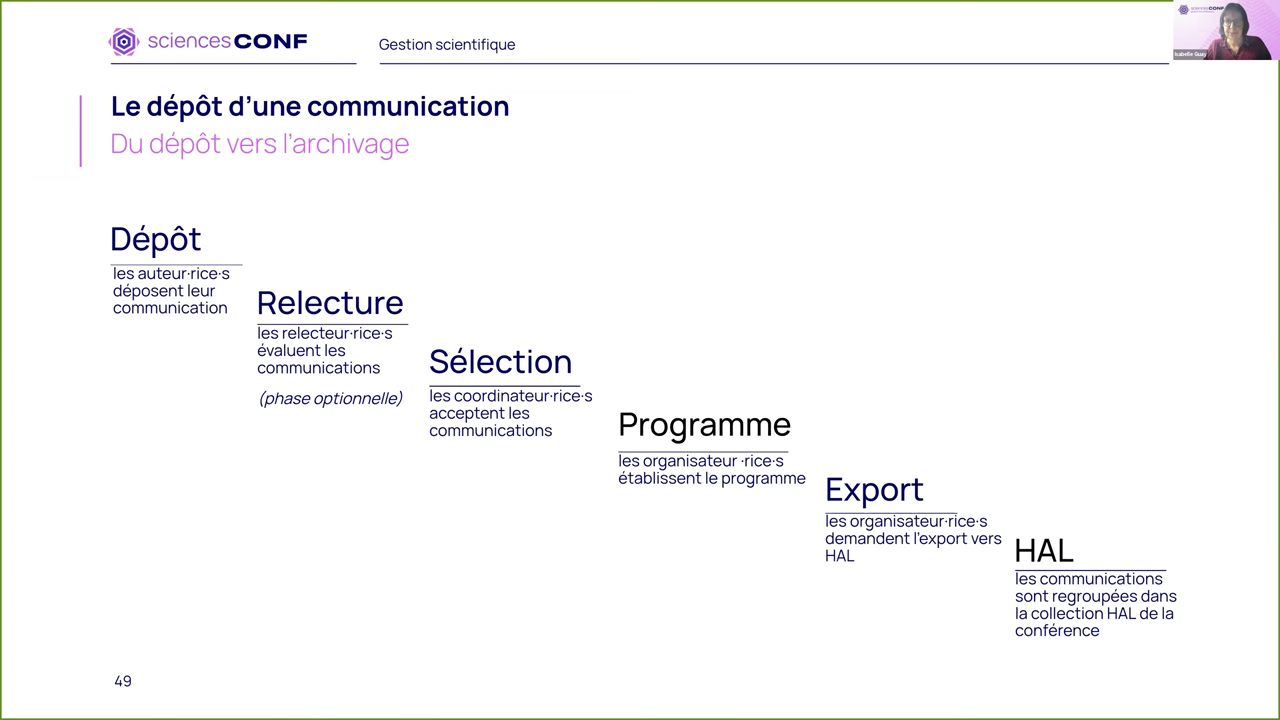 sciencesCONF
Gestion scientifique
Isabelle Guay
Le dépôt d’une communication
Du dépôt vers l’archivage
Dépôt
les auteur·rice·s
déposent leur
communication
Relecture
les relecteur·rice·s
évaluent les
communications
(phase optionnelle)
Sélection
les coordinateur·rice·s
acceptent les
communications
Programme
les organisateur ·rice·s
établissent le programme
Export
les organisateur·rice·s
demandent l’export vers
HAL
HAL
les communications
sont regroupées dans
la collection HAL de la
conférence
49